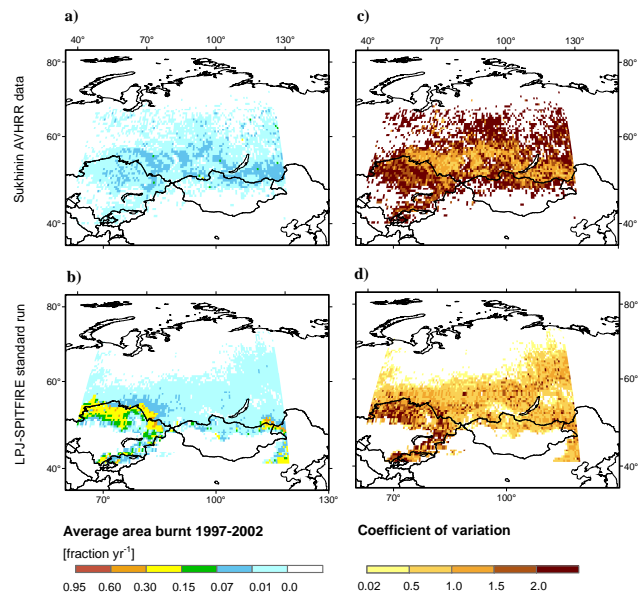 a)
c)
40° 70° 100° 130°
40° 70° 100° 130°
Sukhinin AVHRR data
80°
60°
40°
80°
60°
40°
b)
d)
LPJ-SPITFIRE standard run
80°
60°
40°
80°
60°
40°
70° 100° 130°
70° 100°
Average area burnt 1997-2002
Coefficient of variation
[fraction yr-1]
0.95 0.60 0.30 0.15 0.07 0.01 0.0
0.02 0.5 1.0 1.5 2.0